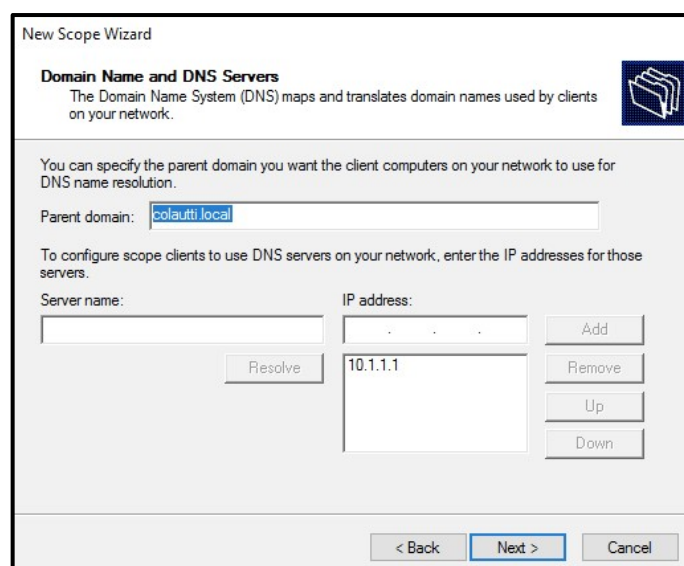 New Scope Wizard
Domain Name and DNS Servers
The Domain Name System (DNS) maps and translates domain names used by clients
on your network.
You can specify the parent domain you want the client computers on your network to use for
DNS name resolution.
Parent domain: colautti.local
To configure scope clients to use DNS servers on your network, enter the IP addresses for those
servers.
Server name: IP address:
. . . Add
Resolve 10.1.1.1 Remove
Up
Down
< Back Next > Cancel